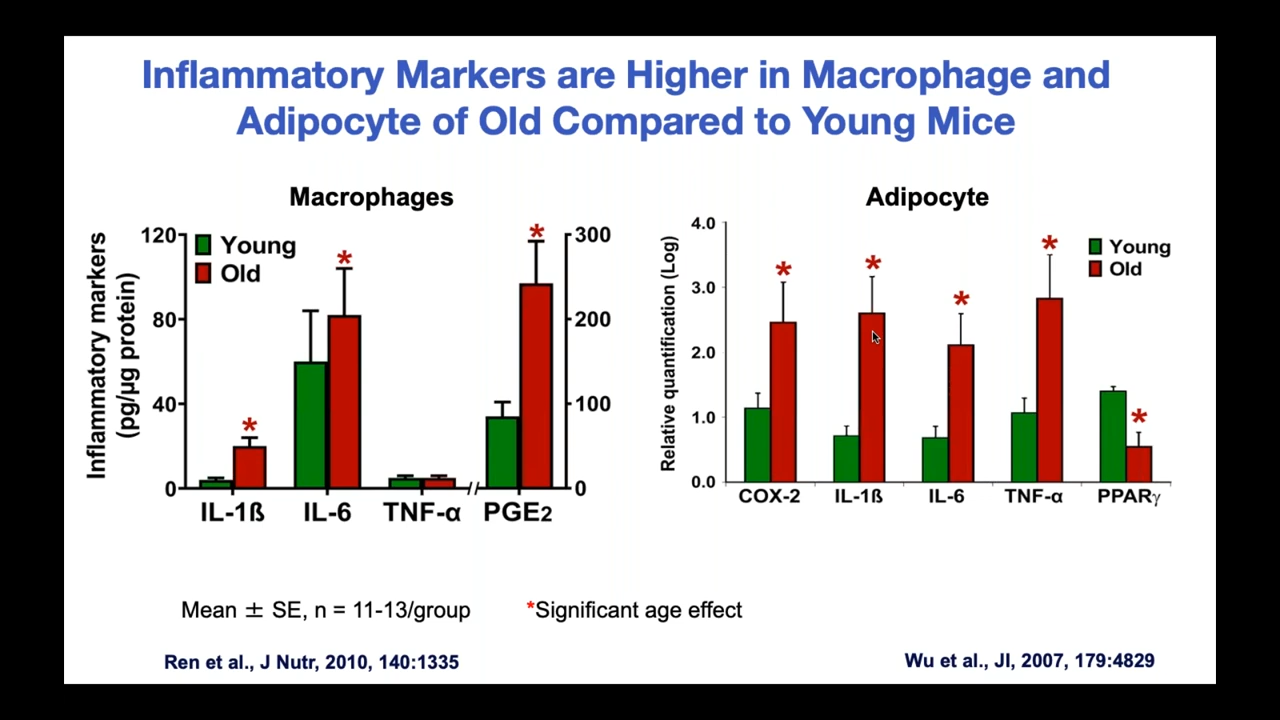 Inflammatory Markers are Higher in Macrophage and
Adipocyte of Old Compared to Young Mice
Macrophages
Inflammatory markers
(pg/µg protein)
120
80
40
0
Young
Old
*
*
*
300
200
100
0
IL-1ß
IL-6
TNF-α
PGE2
Adipocyte
Relative quantification (Log)
4.0
3.0
2.0
1.0
0.0
*
*
*
*
*
Young
Old
COX-2
IL-1ß
IL-6
TNF-α
PPARγ
Mean ± SE, n = 11-13/group
*Significant age effect
Ren et al., J Nutr, 2010, 140:1335
Wu et al., JI, 2007, 179:4829